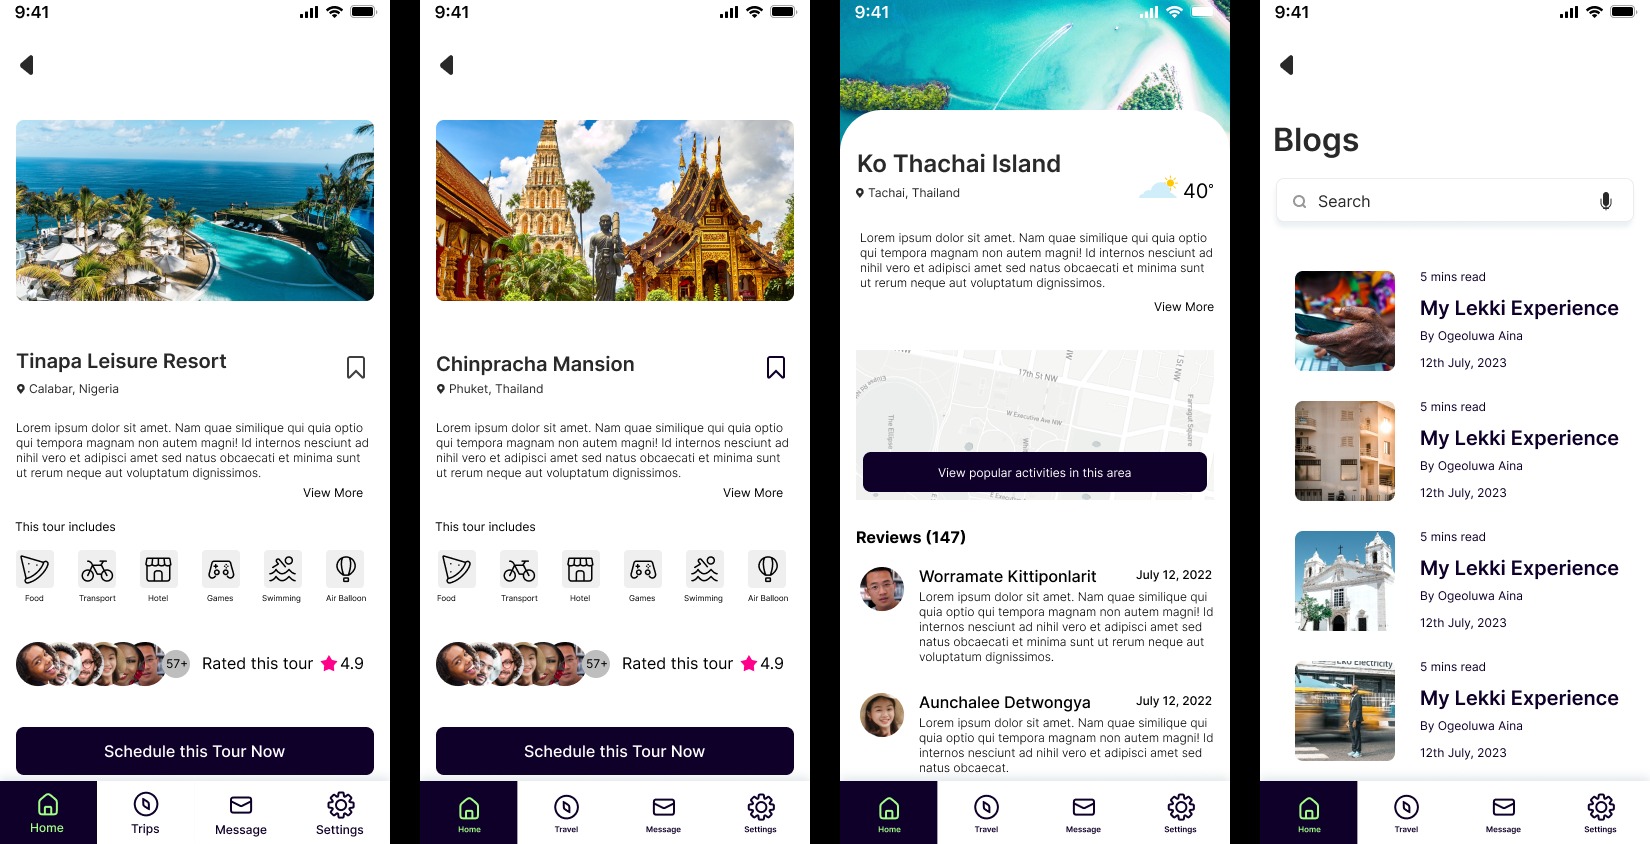 9:41
Tinapa Leisure Resort
Calabar, Nigeria
Lorem ipsum dolor sit amet. Nam quae similique qui quia optio
qui tempora magnam non autem magni! Id internos nesciunt ad
nihil vero et adipisci amet sed natus obcaecati et minima sunt
ut rerum neque aut voluptatum dignissimos.
View More
This tour includes
Food Transport Hotel Games Swimming Air Balloon
57+ Rated this tour 4.9
Schedule this Tour Now
Home Trips Message Settings
9:41
Chinpracha Mansion
Phuket, Thailand
Lorem ipsum dolor sit amet. Nam quae similique qui quia optio
qui tempora magnam non autem magni! Id internos nesciunt ad
nihil vero et adipisci amet sed natus obcaecati et minima sunt
ut rerum neque aut voluptatum dignissimos.
View More
This tour includes
Food Transport Hotel Games Swimming Air Balloon
57+ Rated this tour 4.9
Schedule this Tour Now
Home Travel Message Settings
9:41
Ko Thachai Island
Tachai, Thailand
40°
Lorem ipsum dolor sit amet. Nam quae similique qui quia optio
qui tempora magnam non autem magni! Id internos nesciunt ad
nihil vero et adipisci amet sed natus obcaecati et minima sunt
ut rerum neque aut voluptatum dignissimos.
View More
17th St NW
W Executive Ave NW
The Ellipse
Farragut Square
View popular activities in this area
Reviews (147)
Worramate Kittiponlarit July 12, 2022
Lorem ipsum dolor sit amet. Nam quae similique qui
quia optio qui tempora magnam non autem magni! Id
internos nesciunt ad nihil vero et adipisci amet sed
natus obcaecati et minima sunt ut rerum neque aut
voluptatum dignissimos.
Aunchalee Detwongya July 12, 2022
Lorem ipsum dolor sit amet. Nam quae similique qui
quia optio qui tempora magnam non autem magni! Id
internos nesciunt ad nihil vero et adipisci amet sed
natus obcaecat.
Home Travel Message Settings
9:41
Blogs
Search
5 mins read
My Lekki Experience
By Ogeoluwa Aina
12th July, 2023
5 mins read
My Lekki Experience
By Ogeoluwa Aina
12th July, 2023
5 mins read
My Lekki Experience
By Ogeoluwa Aina
12th July, 2023
Electricity
5 mins read
My Lekki Experience
By Ogeoluwa Aina
12th July, 2023
Home Travel Message Settings